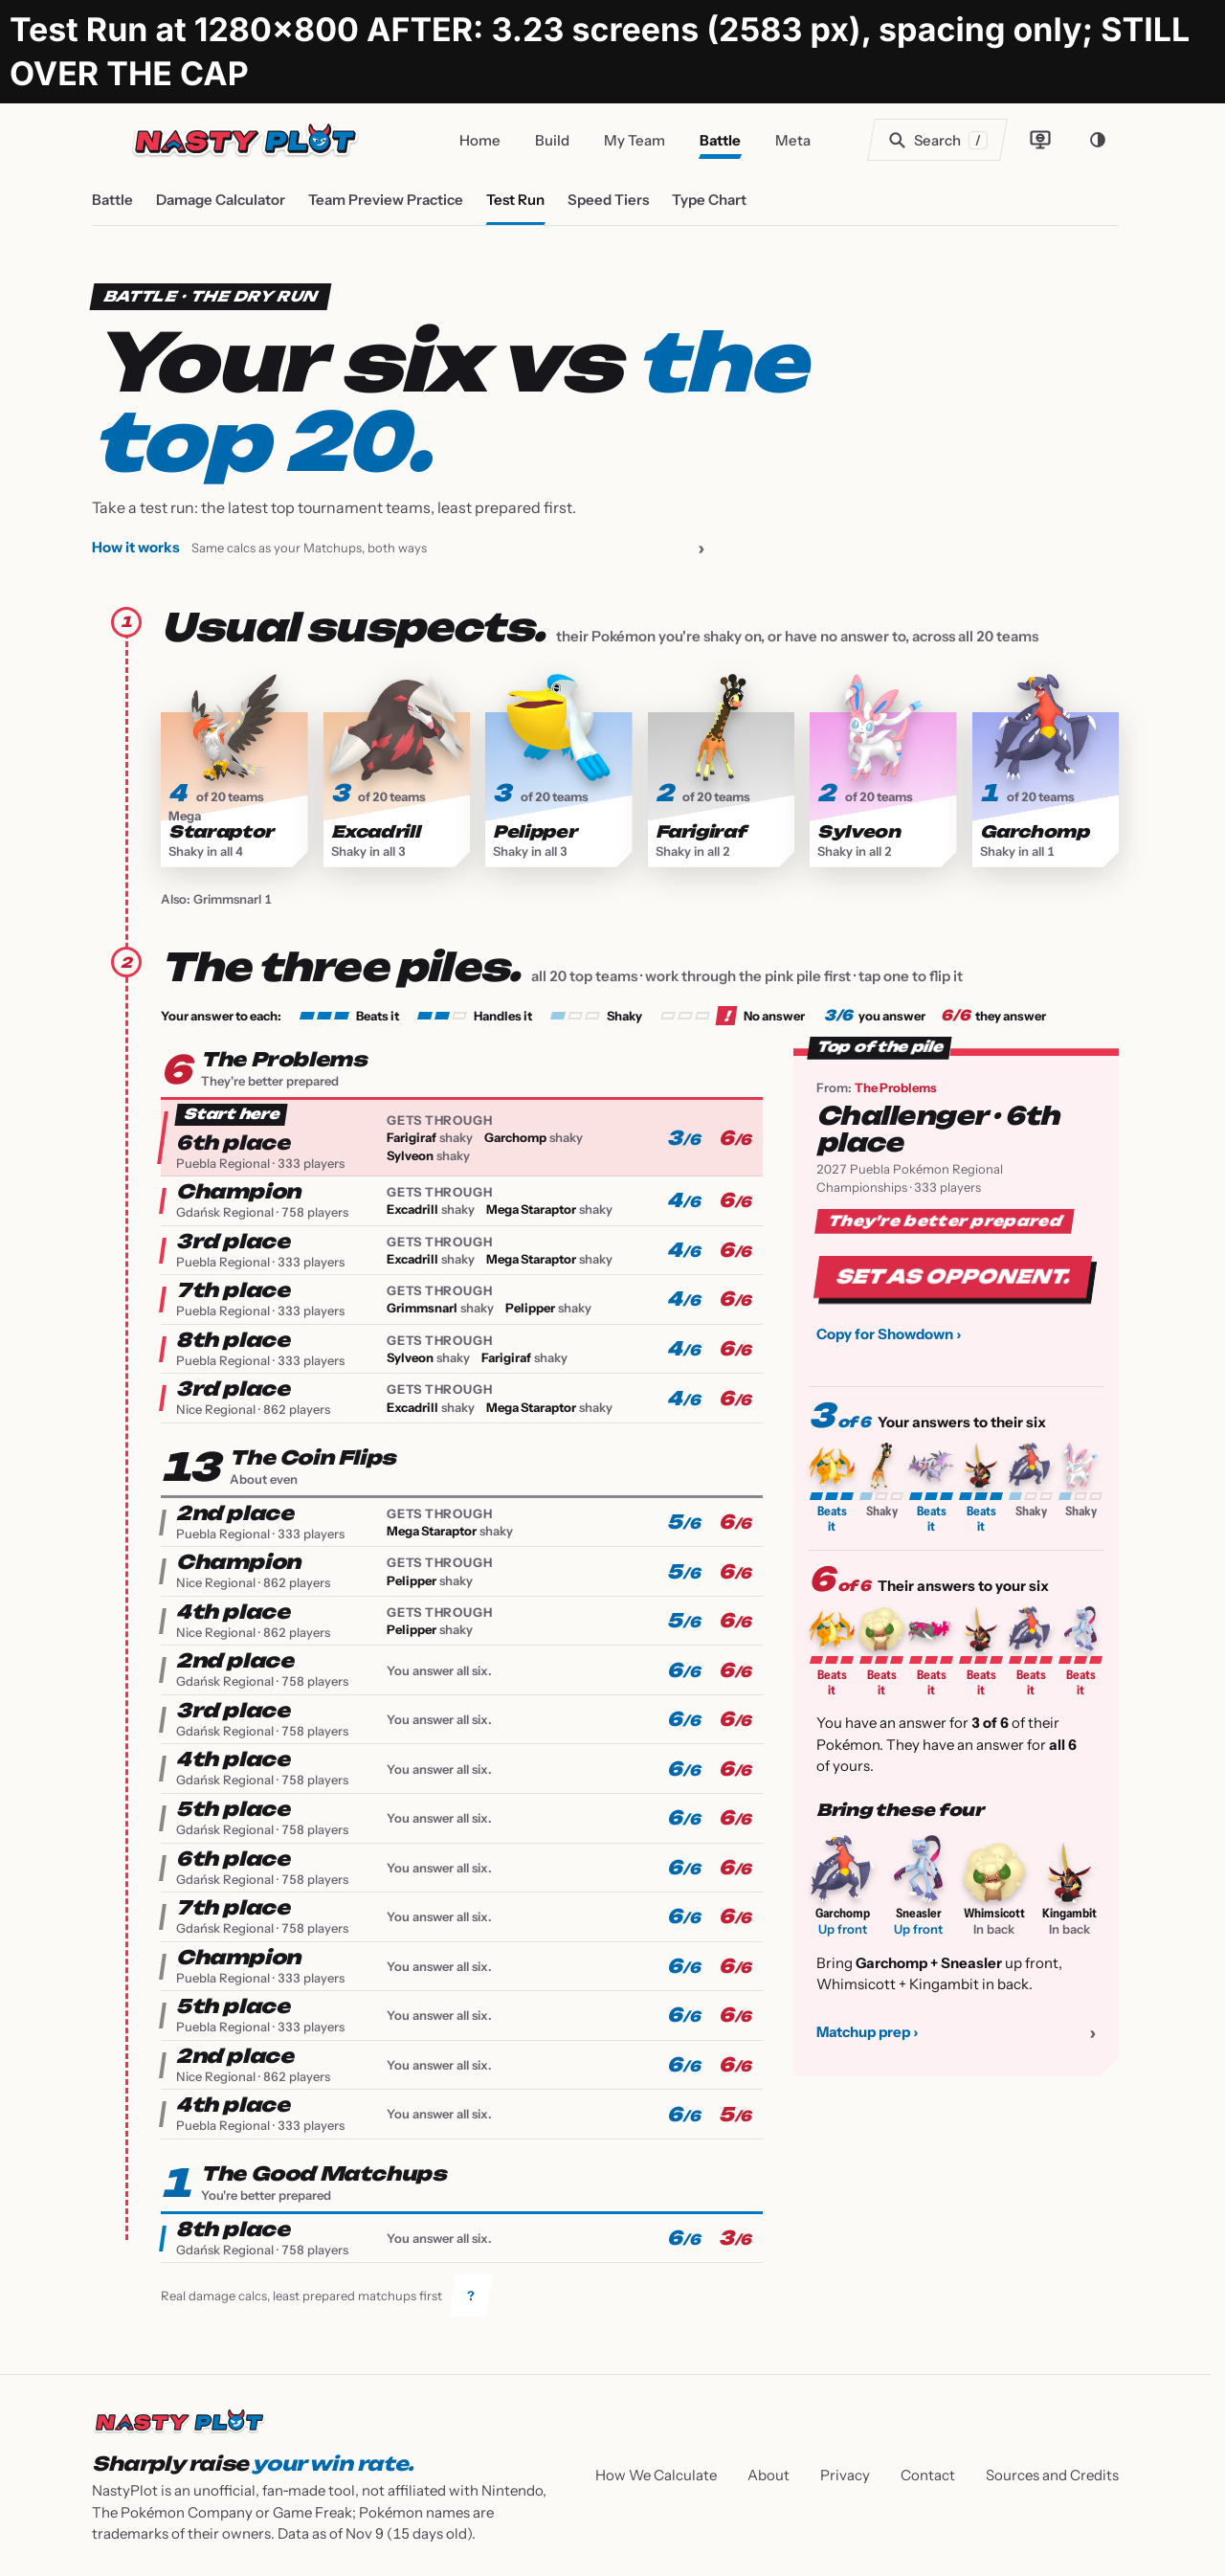 Test Run at 1280×800 AFTER: 3.23 screens (2583 px), spacing only; STILL
OVER THE CAP
NASTY PLOT
Home Build My Team Battle Meta
Search /
Battle Damage Calculator Team Preview Practice Test Run Speed Tiers Type Chart
BATTLE · THE DRY RUN
Your six vs the
top 20.
Take a test run: the latest top tournament teams, least prepared first.
How it works Same calcs as your Matchups, both ways ›
1 Usual suspects. their Pokémon you're shaky on, or have no answer to, across all 20 teams
4 of 20 teams
Mega
Staraptor
Shaky in all 4
3 of 20 teams
Excadrill
Shaky in all 3
3 of 20 teams
Pelipper
Shaky in all 3
2 of 20 teams
Farigiraf
Shaky in all 2
2 of 20 teams
Sylveon
Shaky in all 2
1 of 20 teams
Garchomp
Shaky in all 1
Also: Grimmsnarl 1
2 The three piles. all 20 top teams · work through the pink pile first · tap one to flip it
Your answer to each: Beats it Handles it Shaky ! No answer 3/6 you answer 6/6 they answer
6 The Problems
They're better prepared
Start here
6th place
Puebla Regional · 333 players
GETS THROUGH
Farigiraf shaky Garchomp shaky
Sylveon shaky
3/6 6/6
Champion
Gdańsk Regional · 758 players
GETS THROUGH
Excadrill shaky Mega Staraptor shaky
4/6 6/6
3rd place
Puebla Regional · 333 players
GETS THROUGH
Excadrill shaky Mega Staraptor shaky
4/6 6/6
7th place
Puebla Regional · 333 players
GETS THROUGH
Grimmsnarl shaky Pelipper shaky
4/6 6/6
8th place
Puebla Regional · 333 players
GETS THROUGH
Sylveon shaky Farigiraf shaky
4/6 6/6
3rd place
Nice Regional · 862 players
GETS THROUGH
Excadrill shaky Mega Staraptor shaky
4/6 6/6
13 The Coin Flips
About even
2nd place
Puebla Regional · 333 players
GETS THROUGH
Mega Staraptor shaky
5/6 6/6
Champion
Nice Regional · 862 players
GETS THROUGH
Pelipper shaky
5/6 6/6
4th place
Nice Regional · 862 players
GETS THROUGH
Pelipper shaky
5/6 6/6
2nd place
Gdańsk Regional · 758 players
You answer all six.
6/6 6/6
3rd place
Gdańsk Regional · 758 players
You answer all six.
6/6 6/6
4th place
Gdańsk Regional · 758 players
You answer all six.
6/6 6/6
5th place
Gdańsk Regional · 758 players
You answer all six.
6/6 6/6
6th place
Gdańsk Regional · 758 players
You answer all six.
6/6 6/6
7th place
Gdańsk Regional · 758 players
You answer all six.
6/6 6/6
Champion
Puebla Regional · 333 players
You answer all six.
6/6 6/6
5th place
Puebla Regional · 333 players
You answer all six.
6/6 6/6
2nd place
Nice Regional · 862 players
You answer all six.
6/6 6/6
4th place
Puebla Regional · 333 players
You answer all six.
6/6 5/6
1 The Good Matchups
You're better prepared
8th place
Gdańsk Regional · 758 players
You answer all six.
6/6 3/6
Real damage calcs, least prepared matchups first ?
Top of the pile
From: The Problems
Challenger · 6th
place
2027 Puebla Pokémon Regional
Championships · 333 players
They're better prepared
SET AS OPPONENT.
Copy for Showdown ›
3 of 6 Your answers to their six
Beats it Shaky Beats it Beats it Shaky Shaky
6 of 6 Their answers to your six
Beats it Beats it Beats it Beats it Beats it Beats it
You have an answer for 3 of 6 of their
Pokémon. They have an answer for all 6
of yours.
Bring these four
Garchomp Sneasler Whimsicott Kingambit
Up front Up front In back In back
Bring Garchomp + Sneasler up front,
Whimsicott + Kingambit in back.
Matchup prep › ›
NASTY PLOT
Sharply raise your win rate.
NastyPlot is an unofficial, fan-made tool, not affiliated with Nintendo,
The Pokémon Company or Game Freak; Pokémon names are
trademarks of their owners. Data as of Nov 9 (15 days old).
How We Calculate About Privacy Contact Sources and Credits